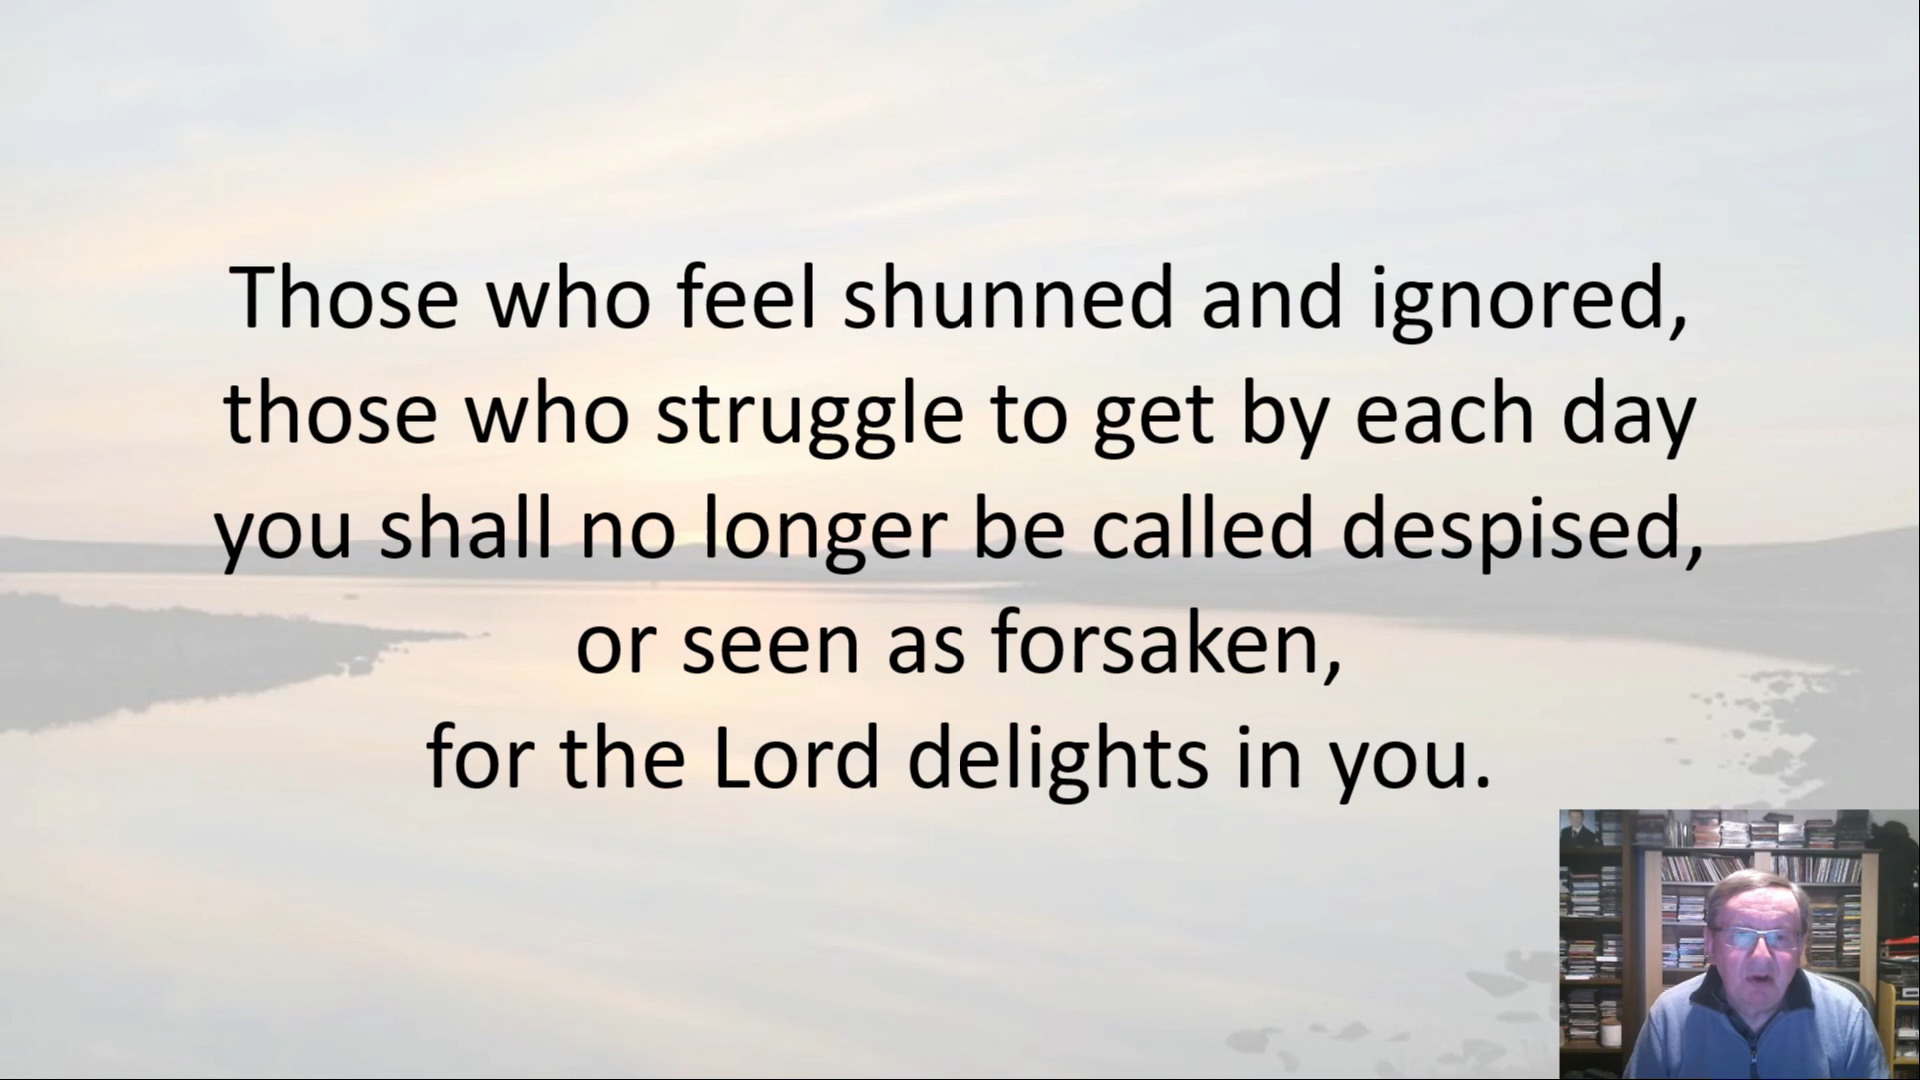 Those who feel shunned and ignored,
those who struggle to get by each day
you shall no longer be called despised,
or seen as forsaken,
for the Lord delights in you.